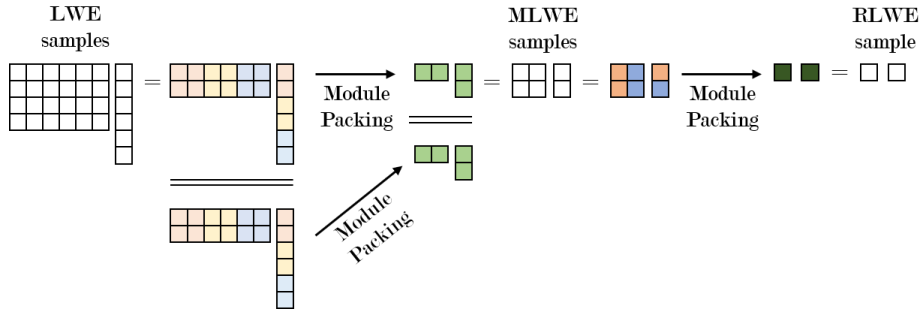 LWE
samples
MLWE
samples
RLWE
sample
=
=
=
=
Module
Packing
Module
Packing
Module
Packing